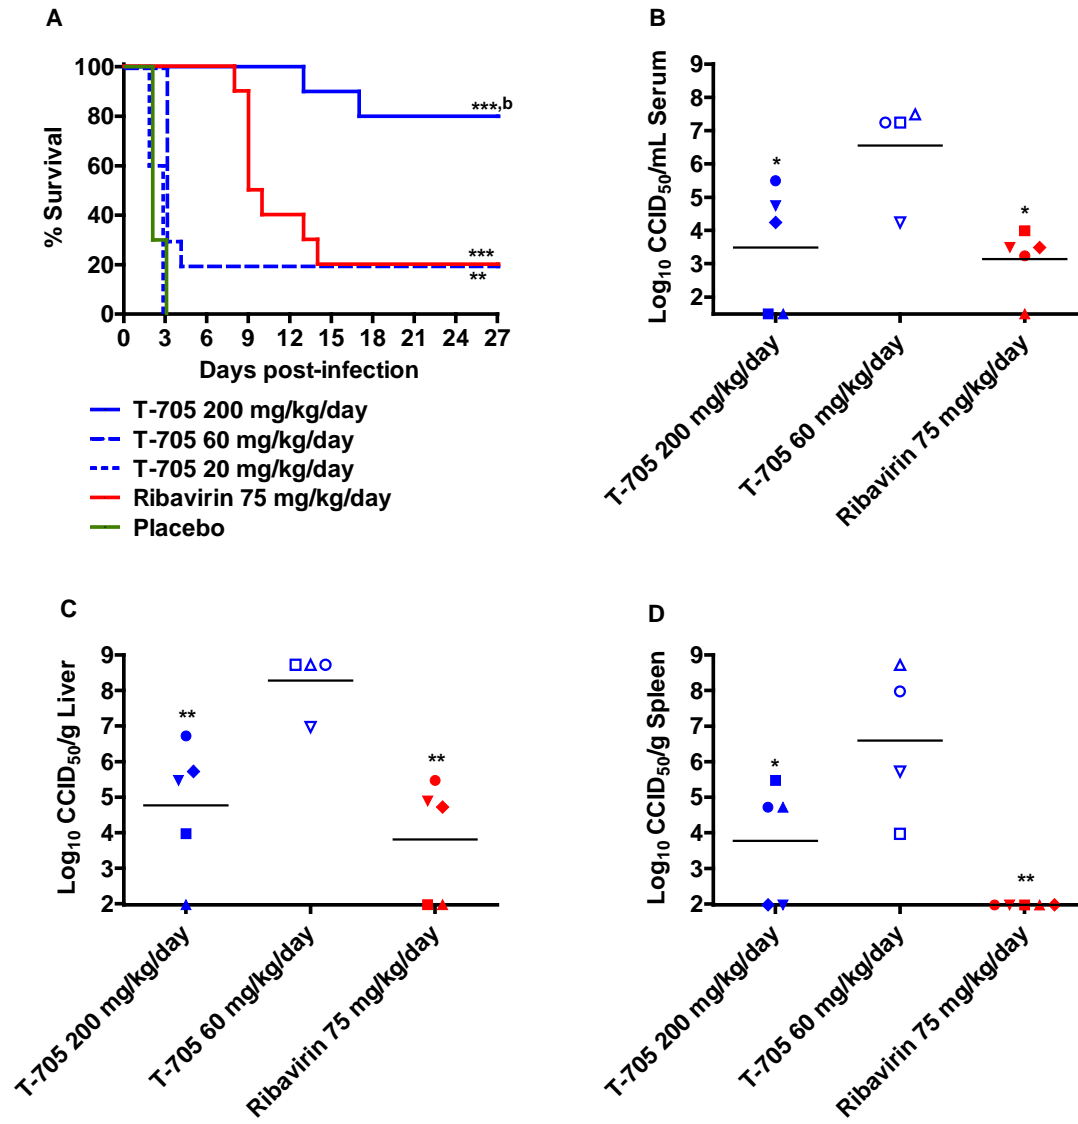 A
% Survival
100
80
60
40
20
0
***,b
***
**
0 3 6 9 12 15 18 21 24 27
Days post-infection
T-705 200 mg/kg/day
T-705 60 mg/kg/day
T-705 20 mg/kg/day
Ribavirin 75 mg/kg/day
Placebo
B
Log10 CCID50/mL Serum
9
8
7
6
5
4
3
2
*
*
T-705 200 mg/kg/day
T-705 60 mg/kg/day
Ribavirin 75 mg/kg/day
C
Log10 CCID50/g Liver
9
8
7
6
5
4
3
2
**
**
T-705 200 mg/kg/day
T-705 60 mg/kg/day
Ribavirin 75 mg/kg/day
D
Log10 CCID50/g Spleen
9
8
7
6
5
4
3
2
*
**
T-705 200 mg/kg/day
T-705 60 mg/kg/day
Ribavirin 75 mg/kg/day